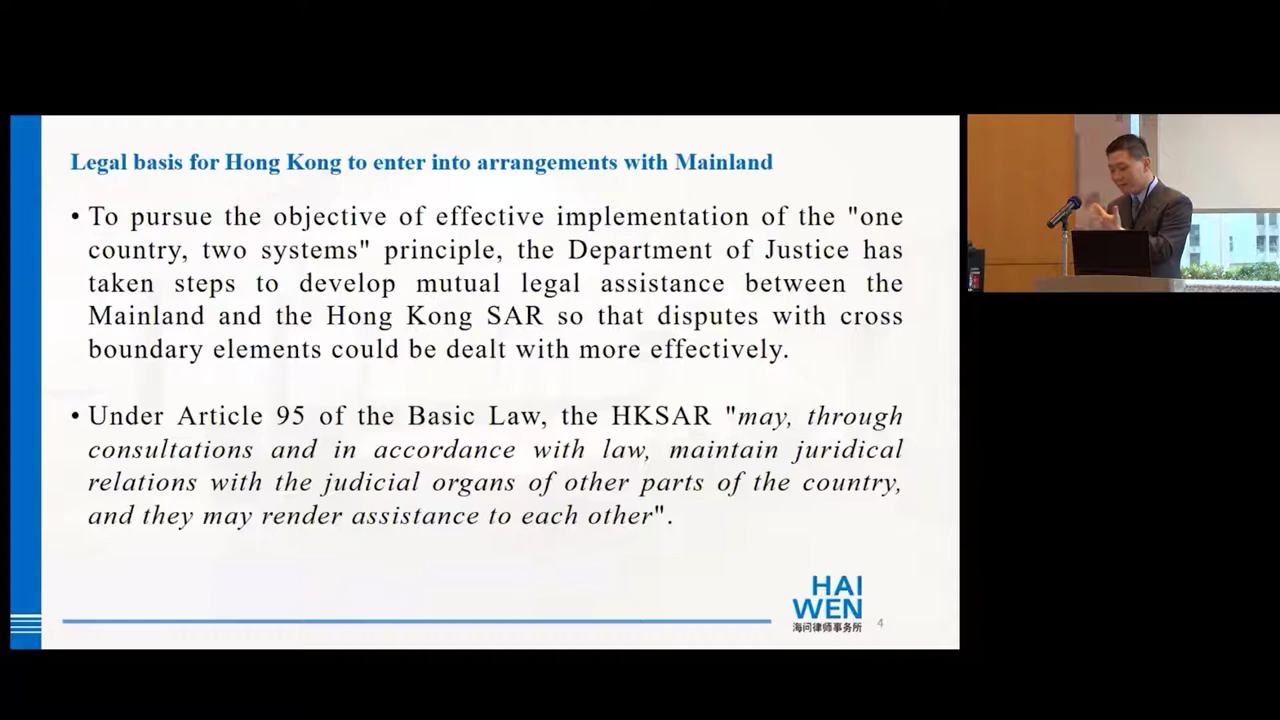 Legal basis for Hong Kong to enter into arrangements with Mainland
• To pursue the objective of effective implementation of the "one
country, two systems" principle, the Department of Justice has
taken steps to develop mutual legal assistance between the
Mainland and the Hong Kong SAR so that disputes with cross
boundary elements could be dealt with more effectively.
• Under Article 95 of the Basic Law, the HKSAR "may, through
consultations and in accordance with law, maintain juridical
relations with the judicial organs of other parts of the country,
and they may render assistance to each other".
HAI
WEN
海问律师事务所
4